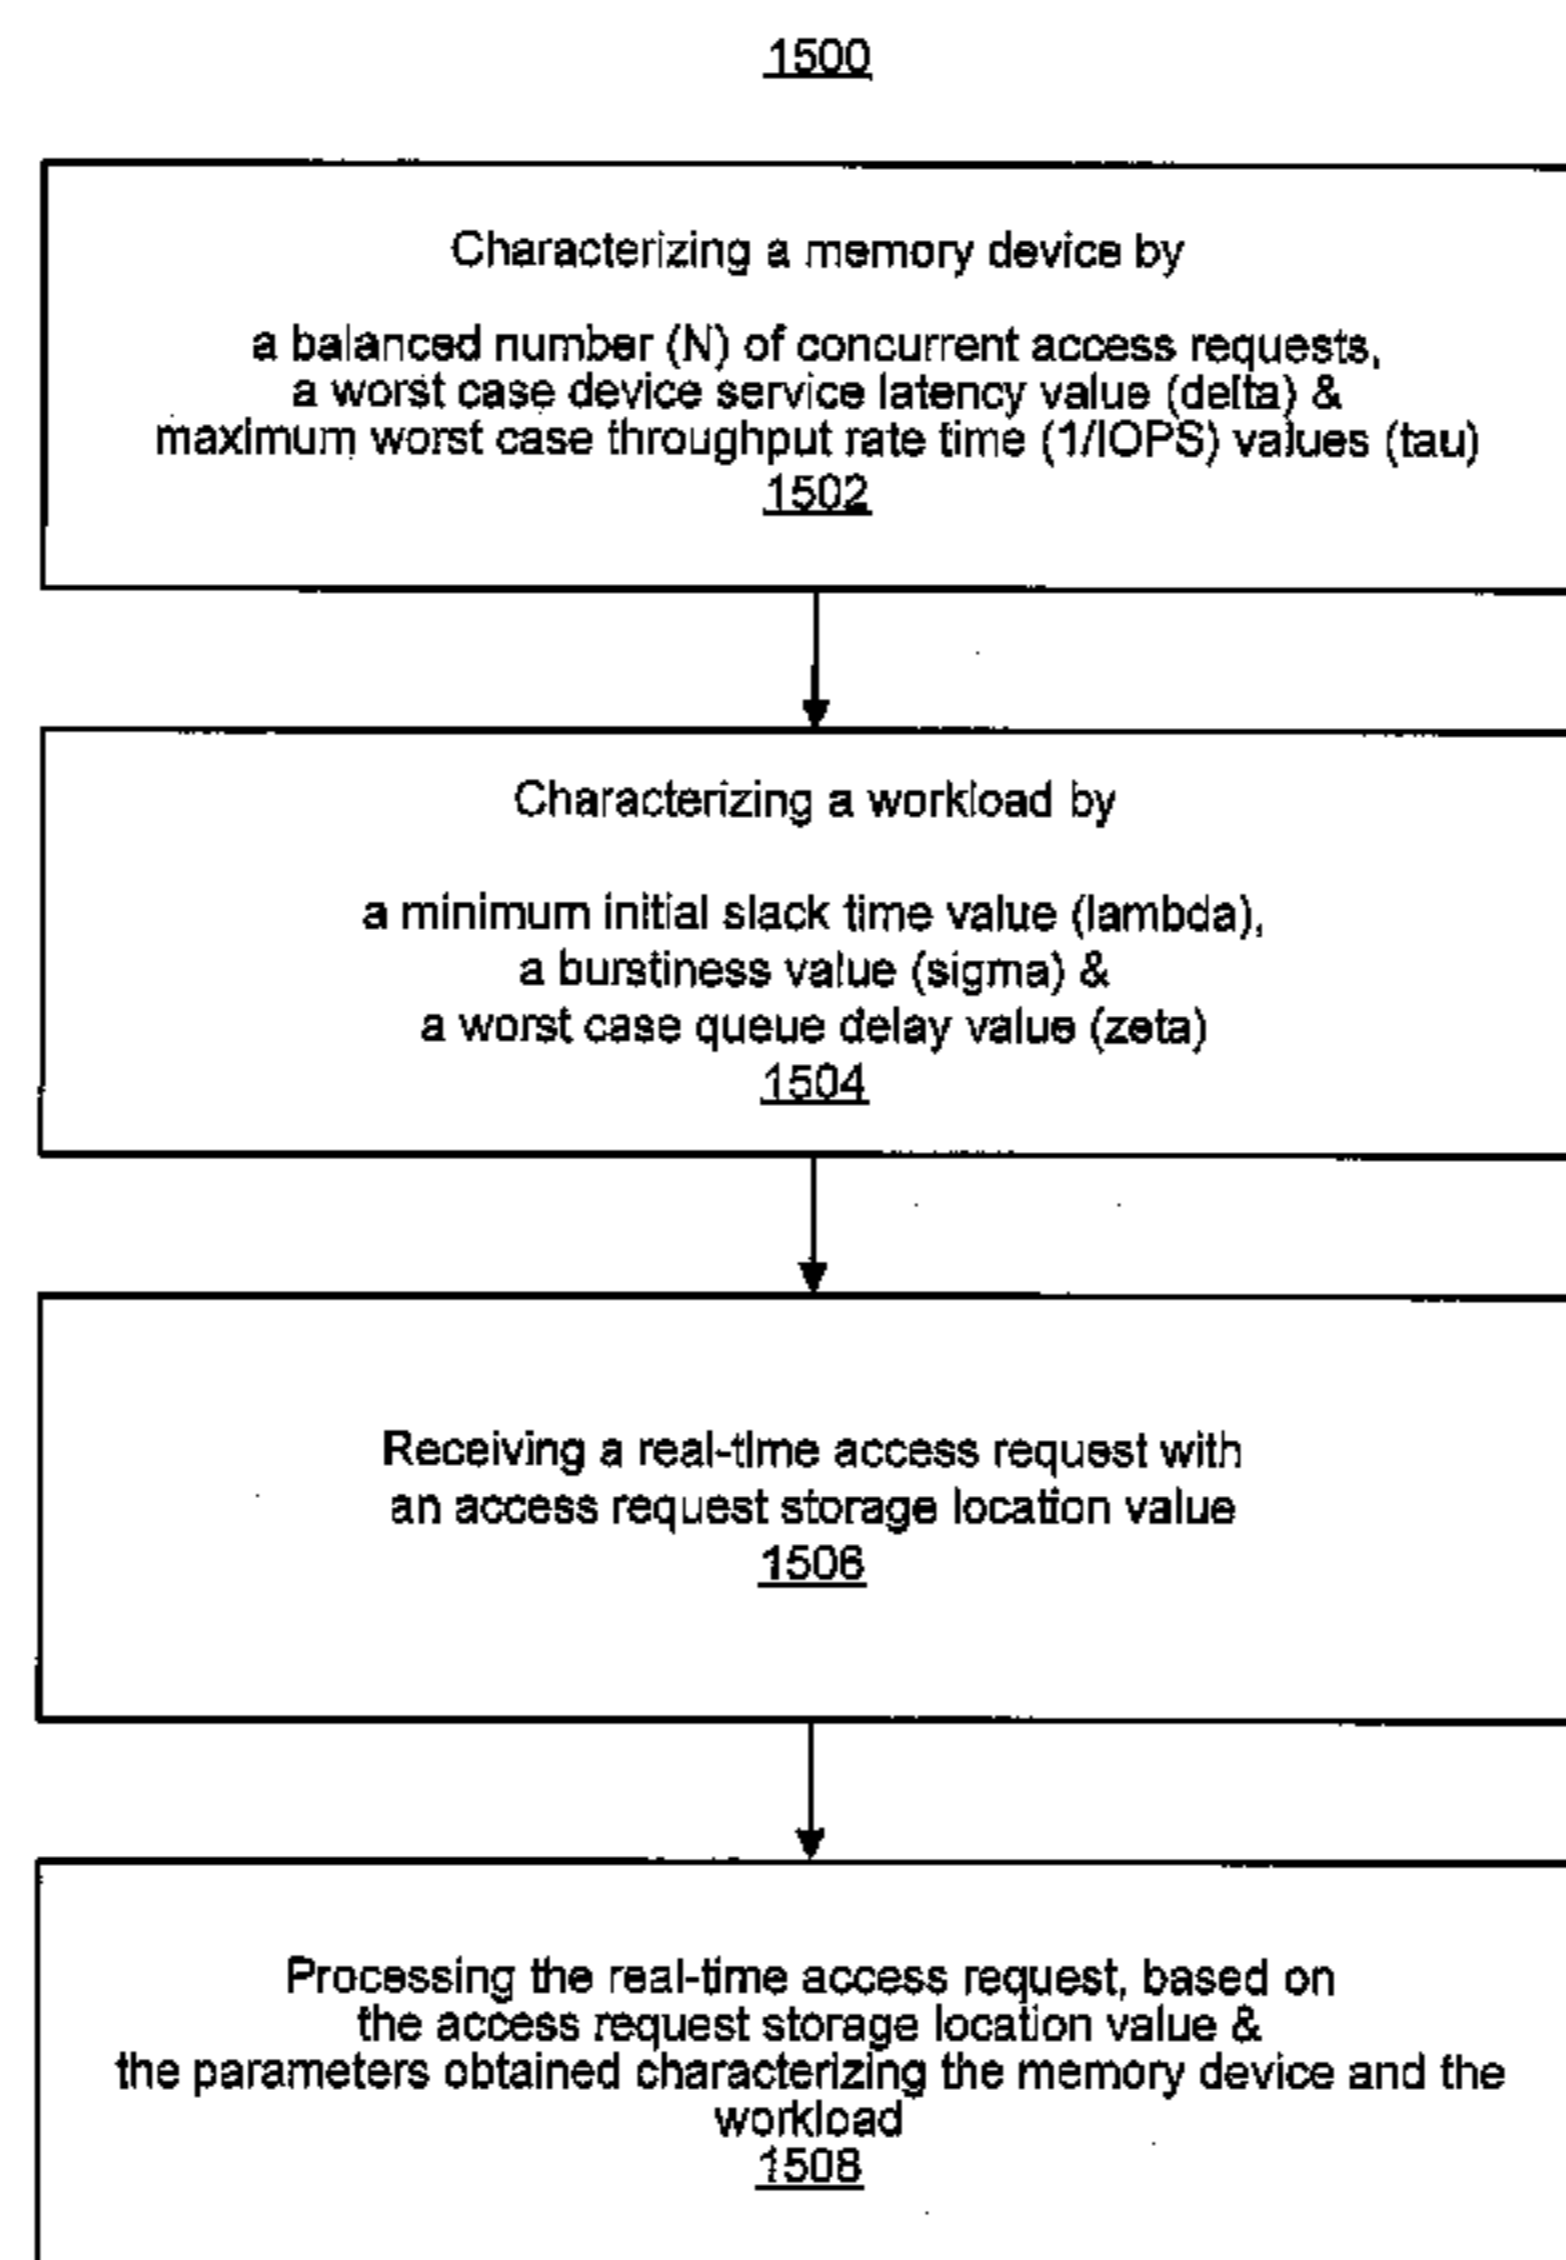 1500
Characterizing a memory device by
a balanced number (N) of concurrent access requests,
a worst case device service latency value (delta) &
maximum worst case throughput rate time (1/IOPS) values (tau)
1502
Characterizing a workload by
a minimum initial slack time value (lambda),
a burstiness value (sigma) &
a worst case queue delay value (zeta)
1504
Receiving a real-time access request with
an access request storage location value
1506
Processing the real-time access request, based on
the access request storage location value &
the parameters obtained characterizing the memory device and the
workload
1508